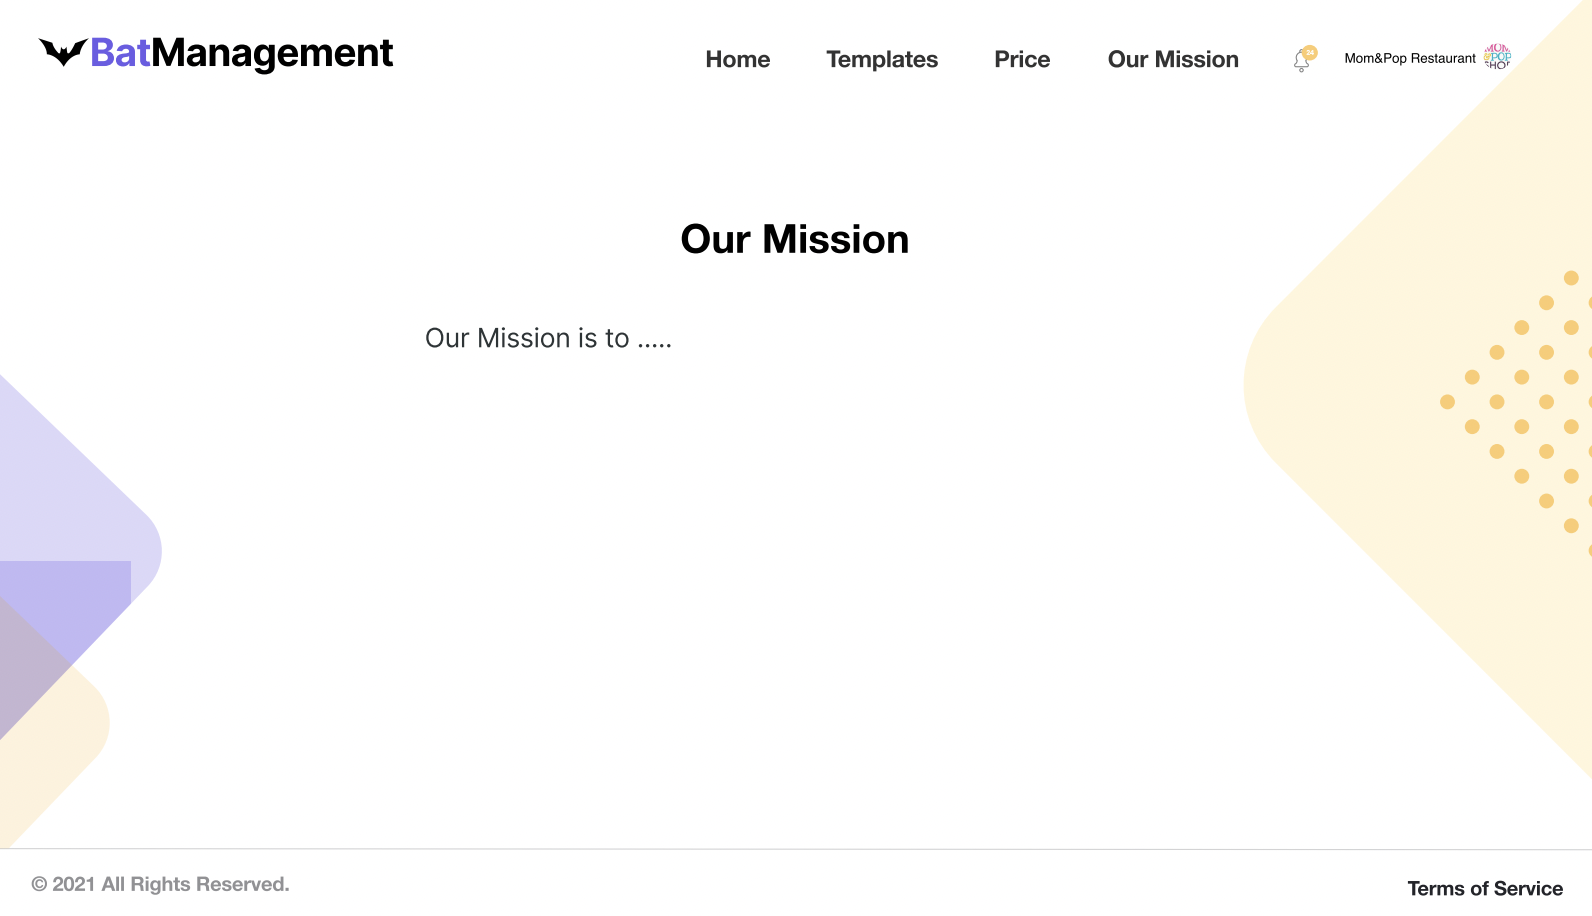 BatManagement
Home
Templates
Price
Our Mission
34
Mom&Pop Restaurant
MOM
&POP
SHOP
Our Mission
Our Mission is to .....
© 2021 All Rights Reserved.
Terms of Service